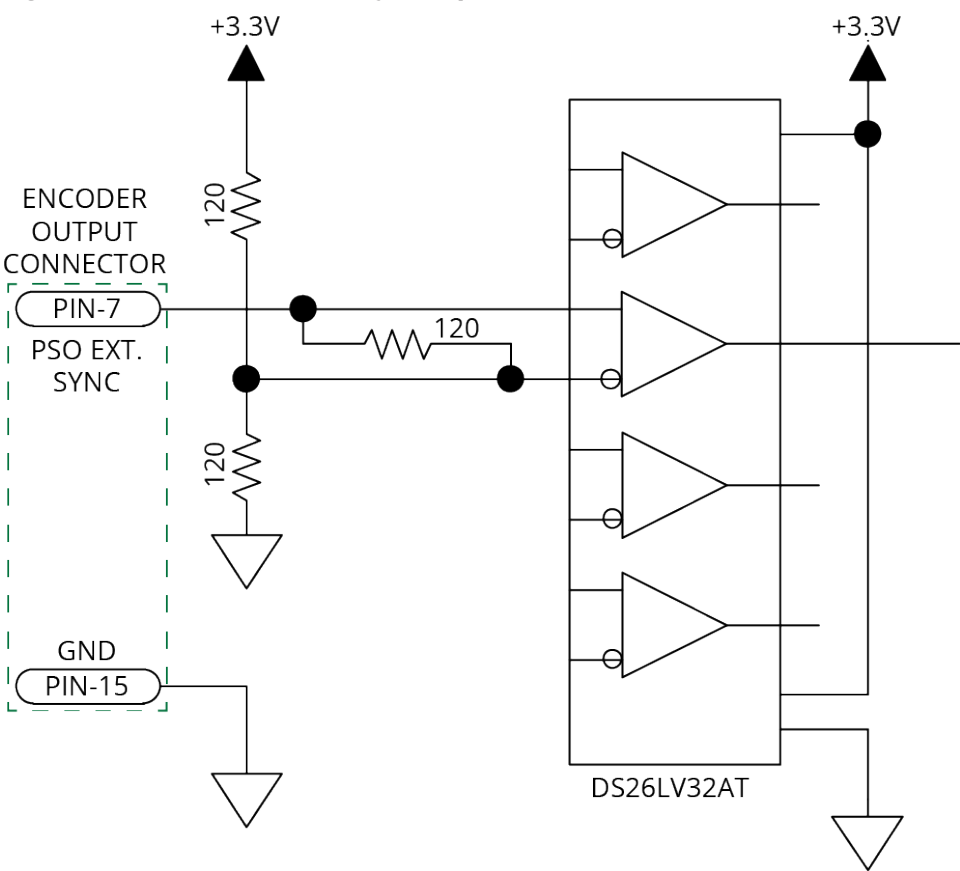 +3.3V
+3.3V
120
ENCODER
OUTPUT
CONNECTOR
PIN-7
120
PSO EXT.
SYNC
120
GND
PIN-15
DS26LV32AT